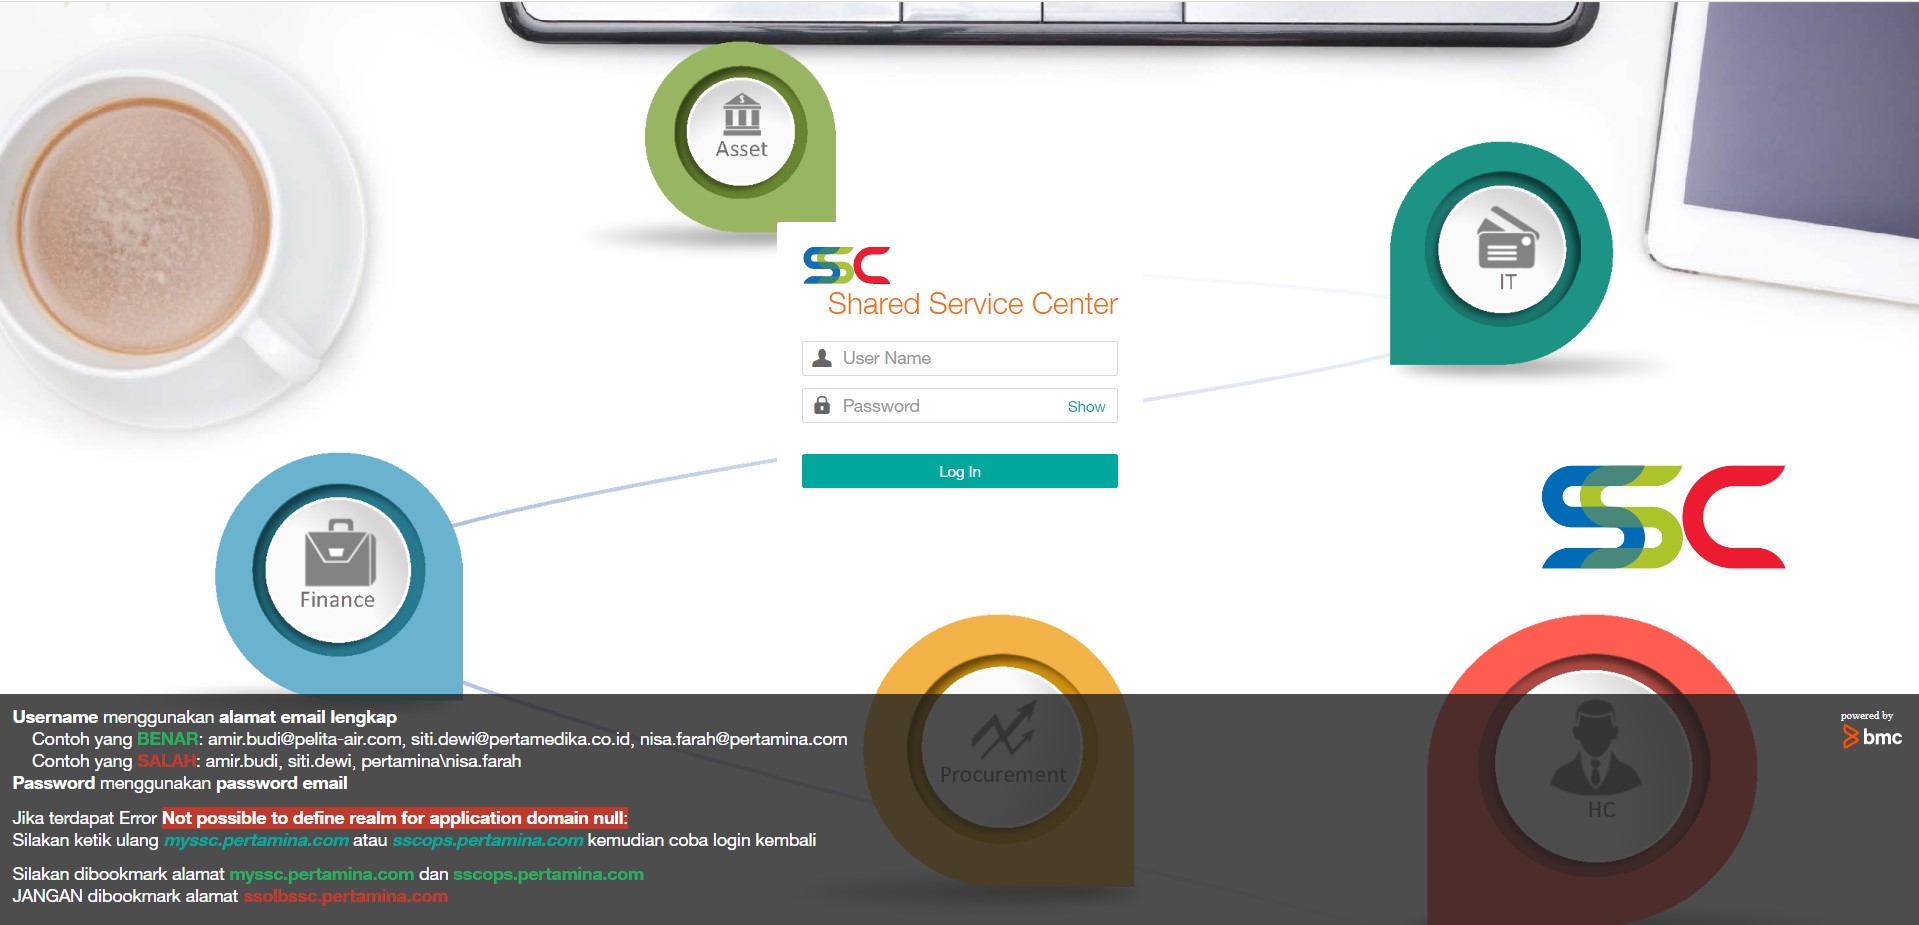 Asset
IT
SSC
Shared Service Center
User Name
Password Show
Log In
SSC
Finance
Procurement
HC
Username menggunakan alamat email lengkap
Contoh yang BENAR: amir.budi@pelita-air.com, siti.dewi@pertamedika.co.id, nisa.farah@pertamina.com
Contoh yang SALAH: amir.budi, siti.dewi, pertamina\nisa.farah
Password menggunakan password email
Jika terdapat Error Not possible to define realm for application domain null:
Silakan ketik ulang myssc.pertamina.com atau sscops.pertamina.com kemudian coba login kembali
Silakan dibookmark alamat myssc.pertamina.com dan sscops.pertamina.com
JANGAN dibookmark alamat ssolbssc.pertamina.com
powered by
bmc